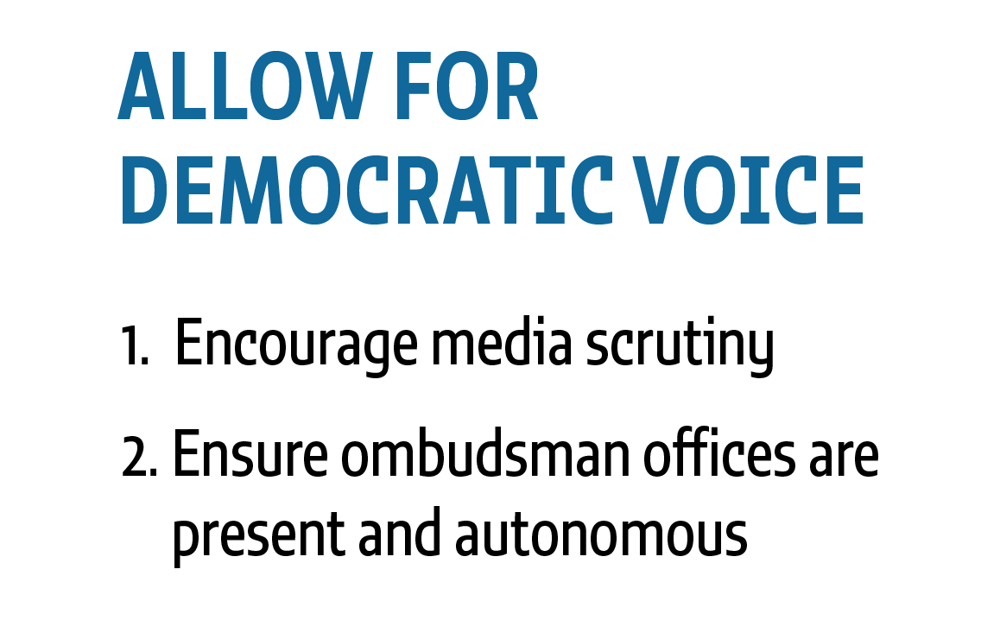 ALLOW FOR
DEMOCRATIC VOICE
1. Encourage media scrutiny
2. Ensure ombudsman offices are
present and autonomous